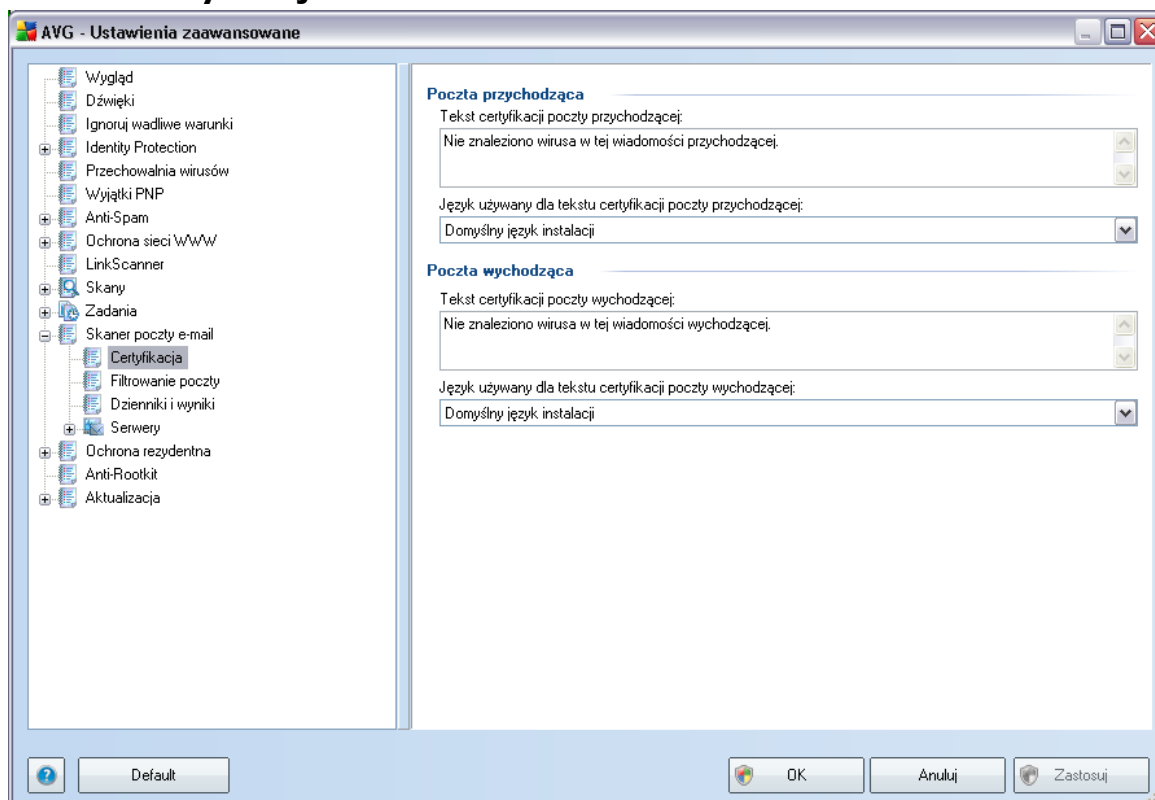 AVG - Ustawienia zaawansowane
Wygląd
Dźwięki
Ignoruj wadliwe warunki
Identity Protection
Przechowalnia wirusów
Wyjątki PNP
Anti-Spam
Ochrona sieci WWW
LinkScanner
Skany
Zadania
Skaner poczty e-mail
Certyfikacja
Filtrowanie poczty
Dzienniki i wyniki
Serwery
Ochrona rezydentna
Anti-Rootkit
Aktualizacja
Poczta przychodząca
Tekst certyfikacji poczty przychodzącej:
Nie znaleziono wirusa w tej wiadomości przychodzącej.
Język używany dla tekstu certyfikacji poczty przychodzącej:
Domyślny język instalacji
Poczta wychodząca
Tekst certyfikacji poczty wychodzącej:
Nie znaleziono wirusa w tej wiadomości wychodzącej.
Język używany dla tekstu certyfikacji poczty wychodzącej:
Domyślny język instalacji
Default
OK
Anuluj
Zastosuj